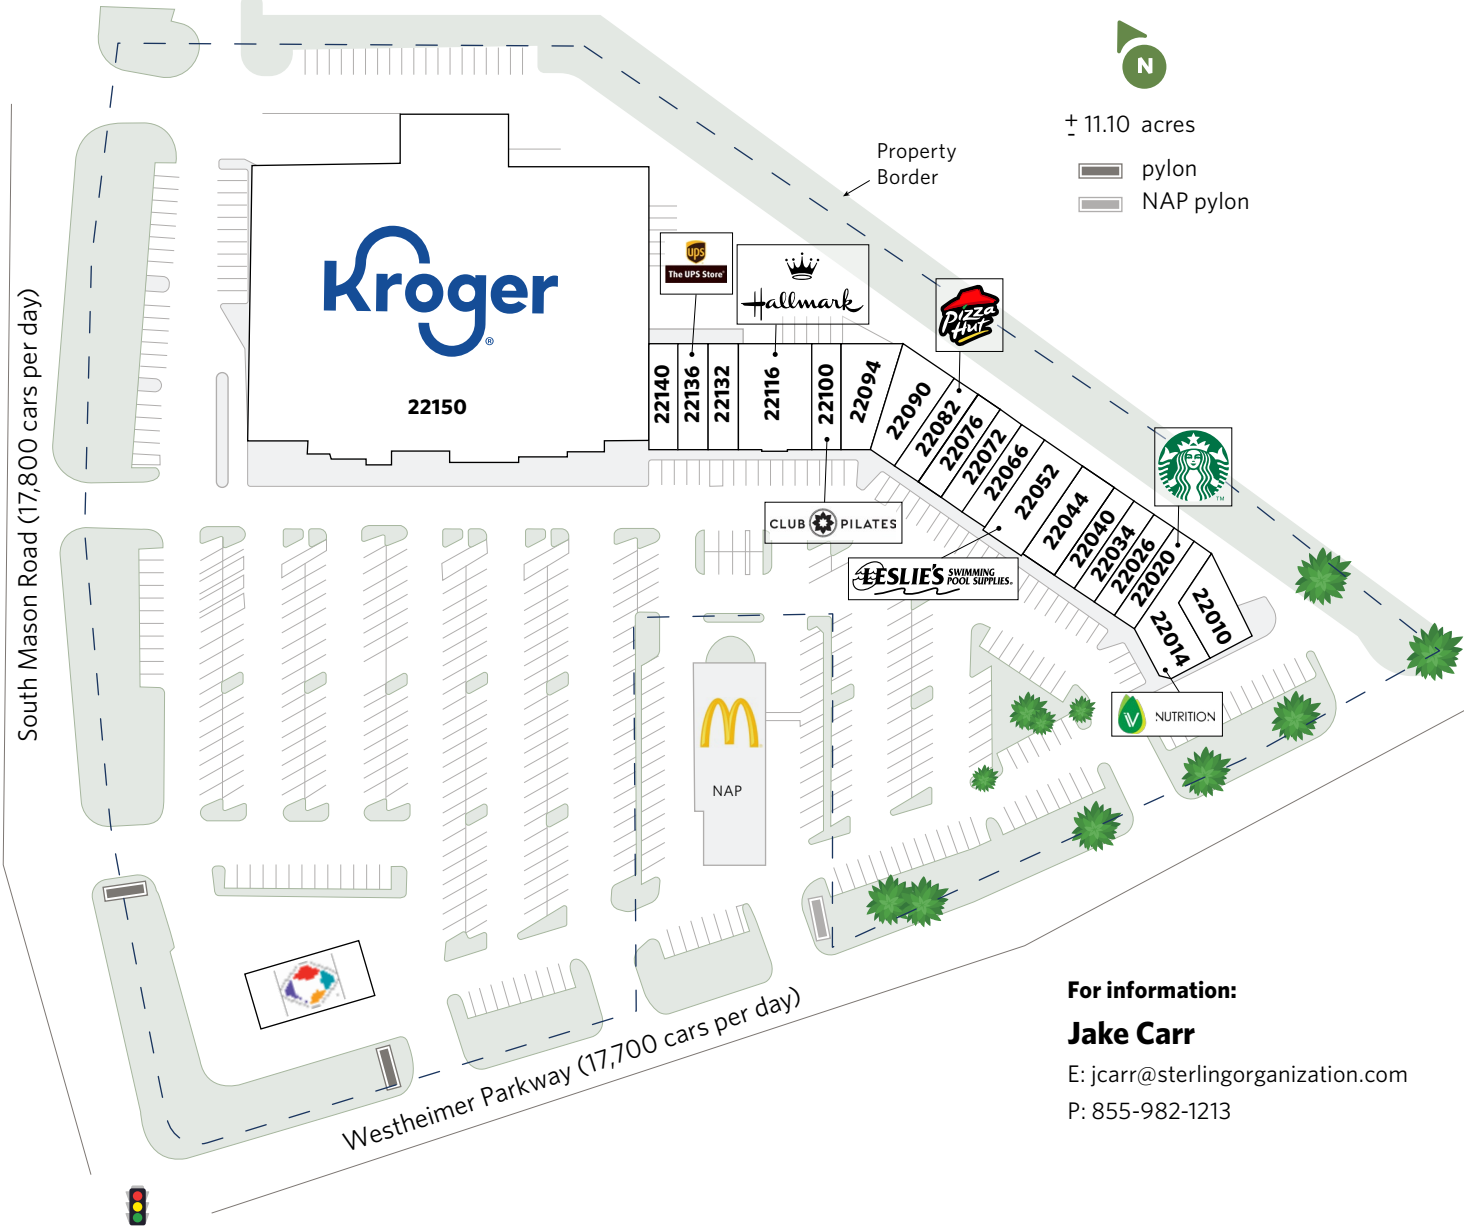 N
± 11.10 acres
pylon
NAP pylon
Property
Border
South Mason Road (17,800 cars per day)
Kroger®
22150
ups
The UPS Store®
Hallmark
Pizza
Hut
22140
22136
22132
22116
22100
22094
22090
22082
22076
22072
22066
22052
22044
22040
22034
22026
22020
22014
22010
TM
CLUB PILATES
LESLIE'S SWIMMING
POOL SUPPLIES®
IV NUTRITION
NAP
Westheimer Parkway (17,700 cars per day)
For information:
Jake Carr
E: jcarr@sterlingorganization.com
P: 855-982-1213